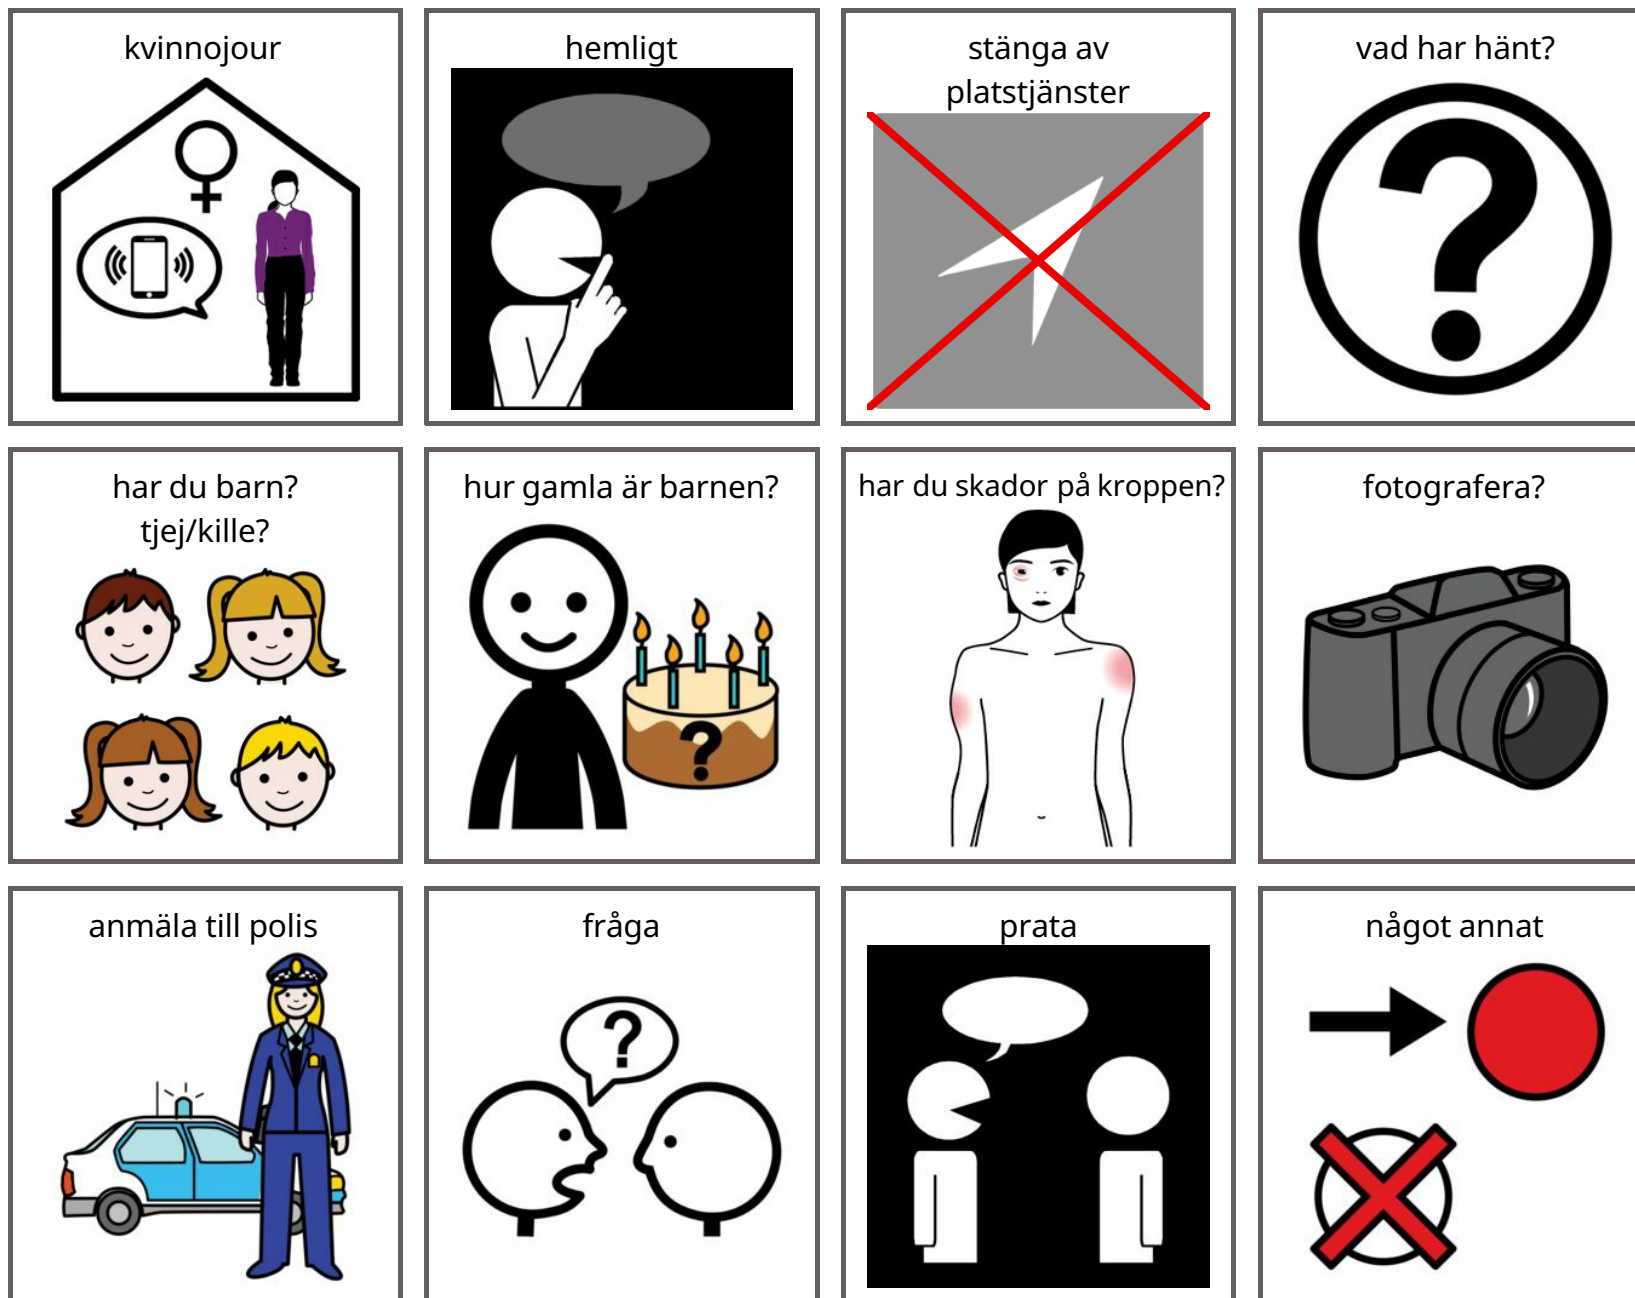 kvinnojour
hemligt
stänga av
platstjänster
vad har hänt?
har du barn?
tjej/kille?
hur gamla är barnen?
?
har du skador på kroppen?
fotografera?
anmäla till polis
fråga
?
prata
något annat